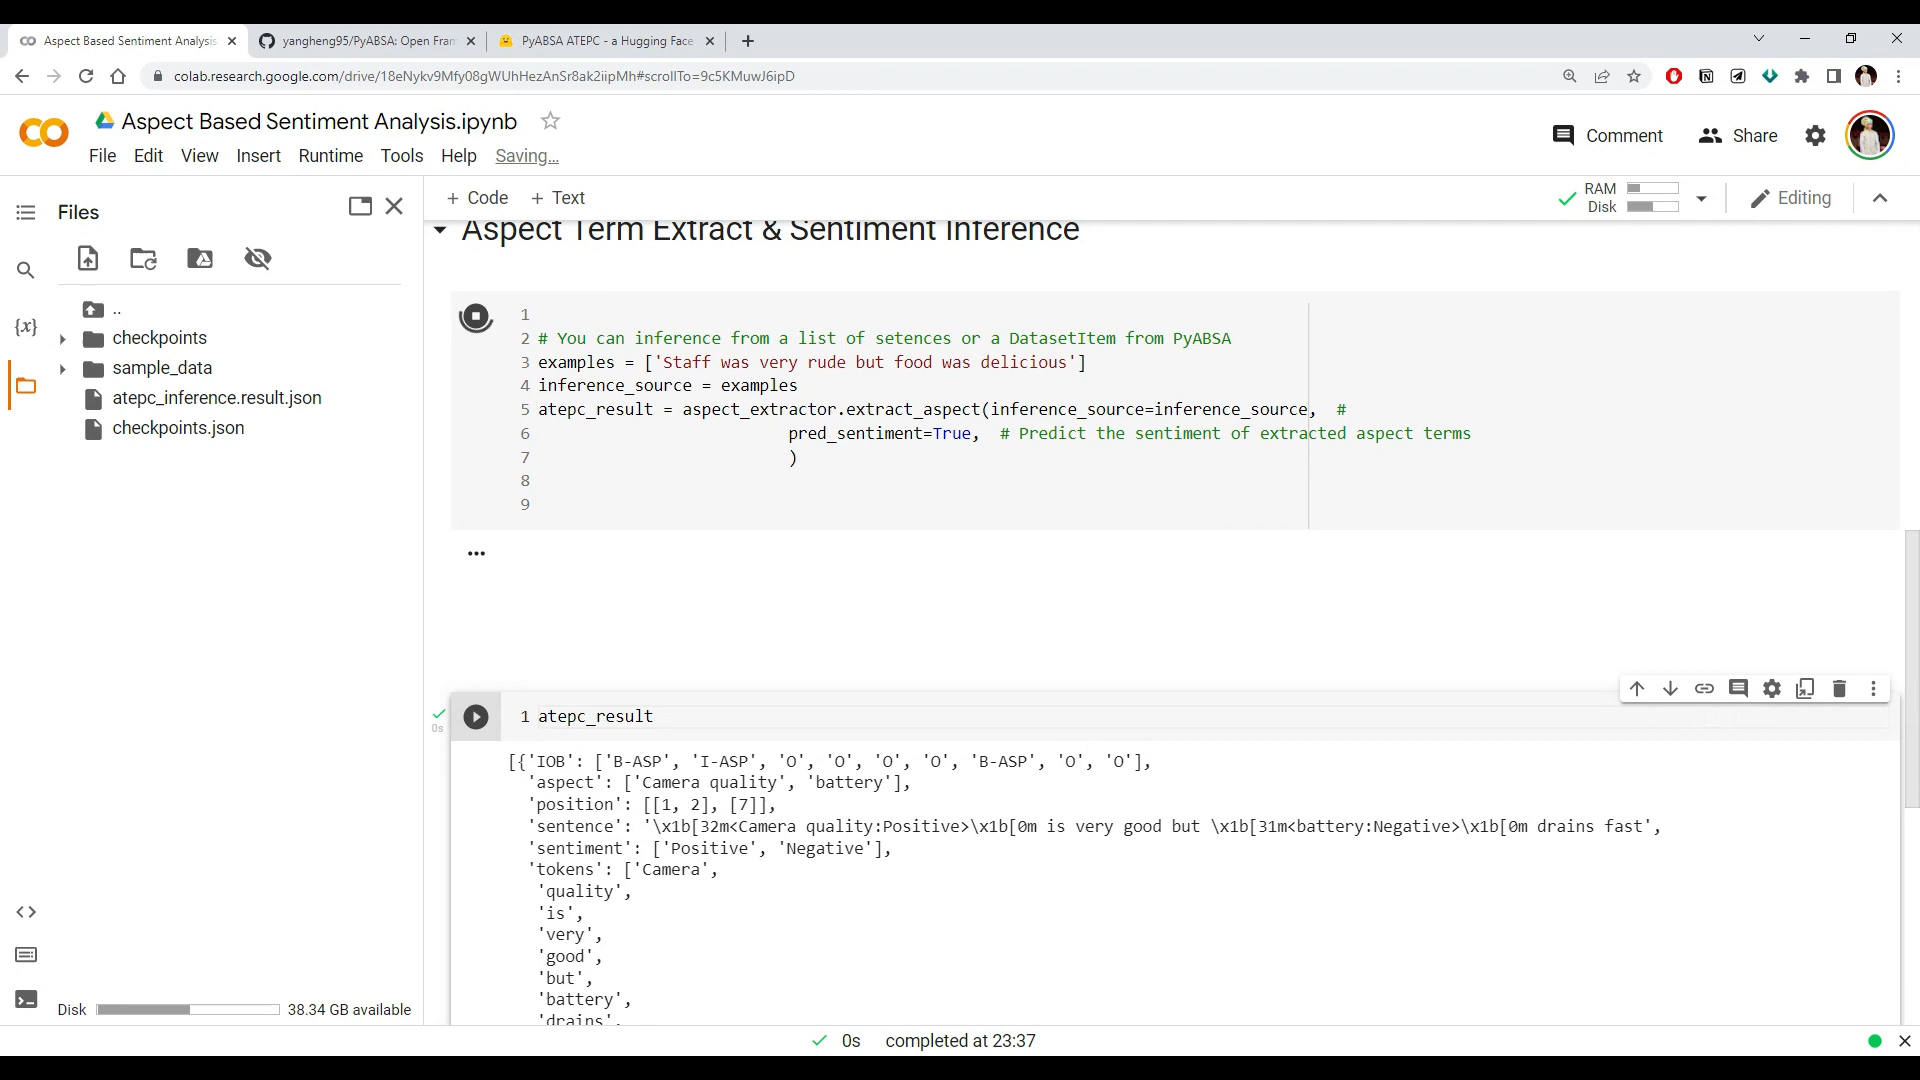 Aspect Based Sentiment Analysis
yangheng95/PyABSA: Open Fram
PyABSA ATEPC - a Hugging Face
colab.research.google.com/drive/18eNykv9Mfy08gWUhHezAnSr8ak2iipMh#scrollTo=9c5KMuwJ6ipD
Aspect Based Sentiment Analysis.ipynb
Comment
Share
File Edit View Insert Runtime Tools Help Saving...
Files
+ Code + Text
RAM
Disk
Editing
Aspect Term Extract & Sentiment Inference
..
checkpoints
sample_data
atepc_inference.result.json
checkpoints.json
{x}
1
2 # You can inference from a list of setences or a DatasetItem from PyABSA
3 examples = ['Staff was very rude but food was delicious']
4 inference_source = examples
5 atepc_result = aspect_extractor.extract_aspect(inference_source=inference_source, #
6 pred_sentiment=True, # Predict the sentiment of extracted aspect terms
7 )
8
9
...
0s
1 atepc_result
[{'IOB': ['B-ASP', 'I-ASP', 'O', 'O', 'O', 'O', 'B-ASP', 'O', 'O'],
'aspect': ['Camera quality', 'battery'],
'position': [[1, 2], [7]],
'sentence': '\x1b[32m<Camera quality:Positive>\x1b[0m is very good but \x1b[31m<battery:Negative>\x1b[0m drains fast',
'sentiment': ['Positive', 'Negative'],
'tokens': ['Camera',
'quality',
'is',
'very',
'good',
'but',
'battery',
'drains',
Disk 38.34 GB available
0s completed at 23:37